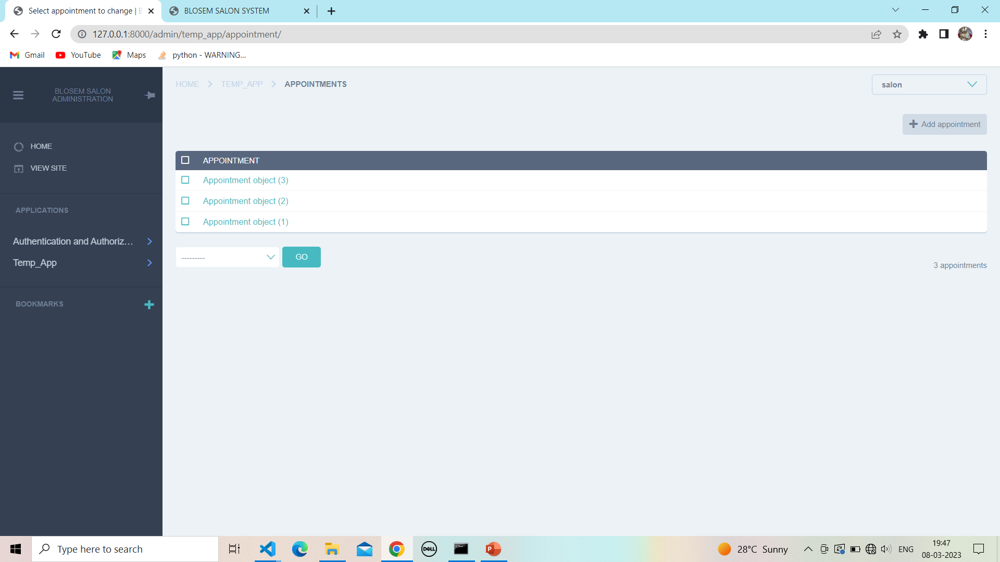 Select appointment to change | B
BLOSEM SALON SYSTEM
127.0.0.1:8000/admin/temp_app/appointment/
Gmail
YouTube
Maps
python - WARNING...
BLOSEM SALON
ADMINISTRATION
HOME
VIEW SITE
APPLICATIONS
Authentication and Authoriz...
Temp_App
BOOKMARKS
HOME > TEMP_APP > APPOINTMENTS
salon
Add appointment
APPOINTMENT
Appointment object (3)
Appointment object (2)
Appointment object (1)
---------
GO
3 appointments
Type here to search
DELL
28°C Sunny
ENG
19:47
08-03-2023